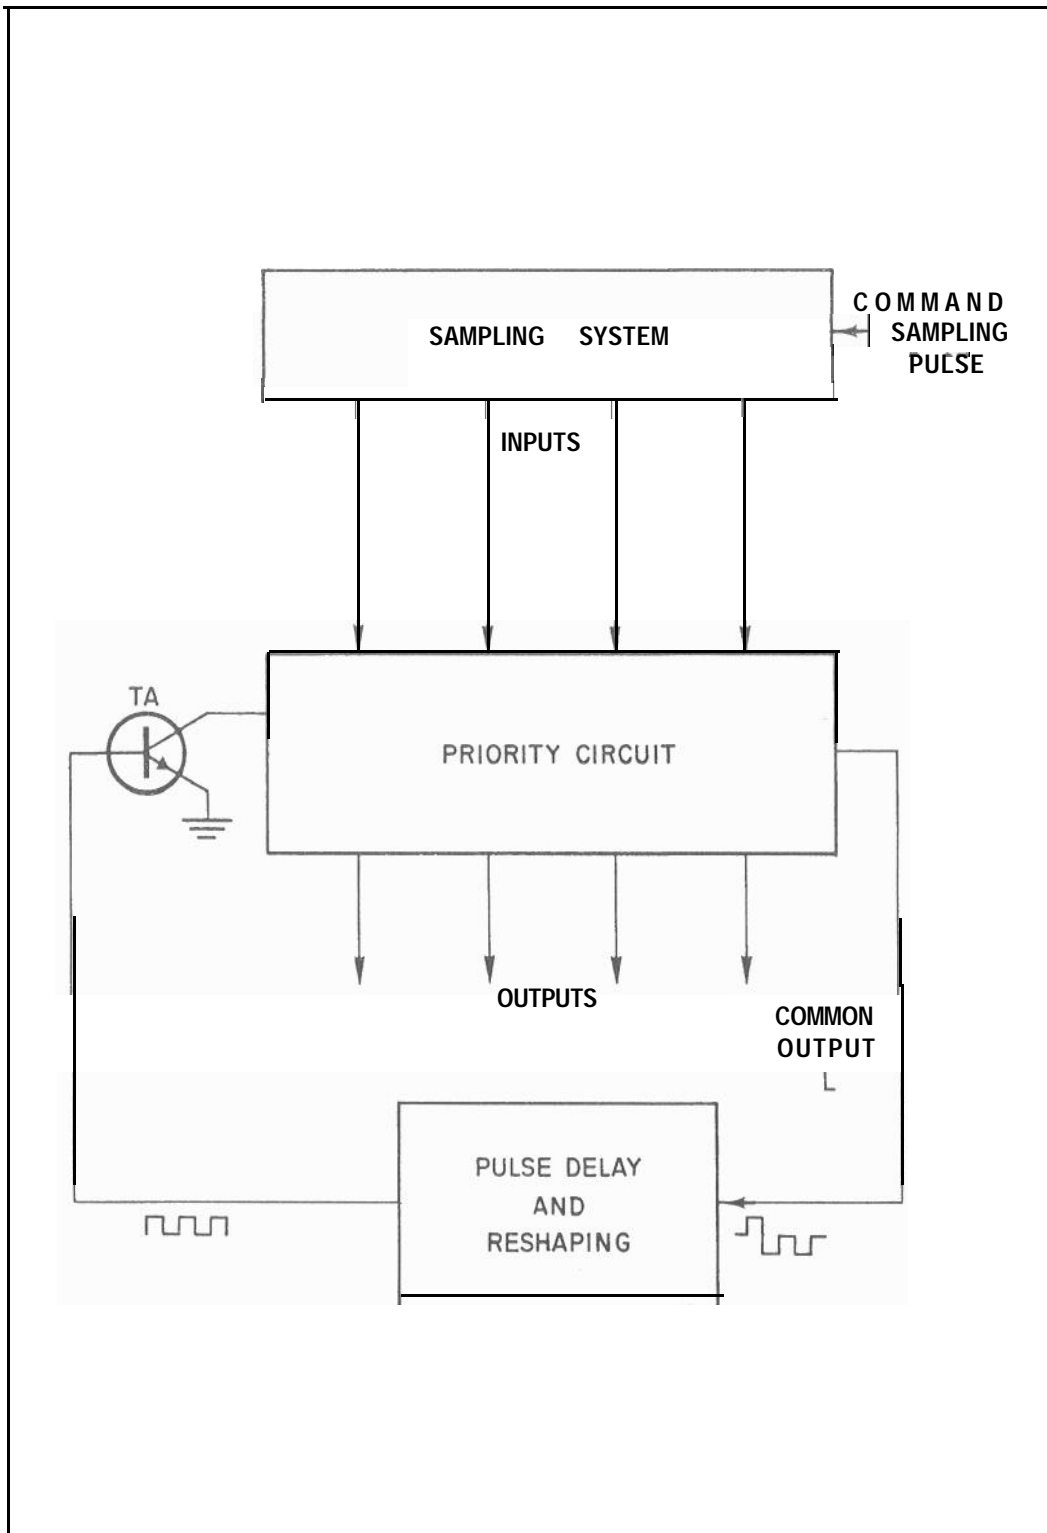 COMMAND
SAMPLING SYSTEM
SAMPLING
PULSE
INPUTS
TA
PRIORITY CIRCUIT
OUTPUTS
COMMON
OUTPUT
PULSE DELAY
AND
RESHAPING